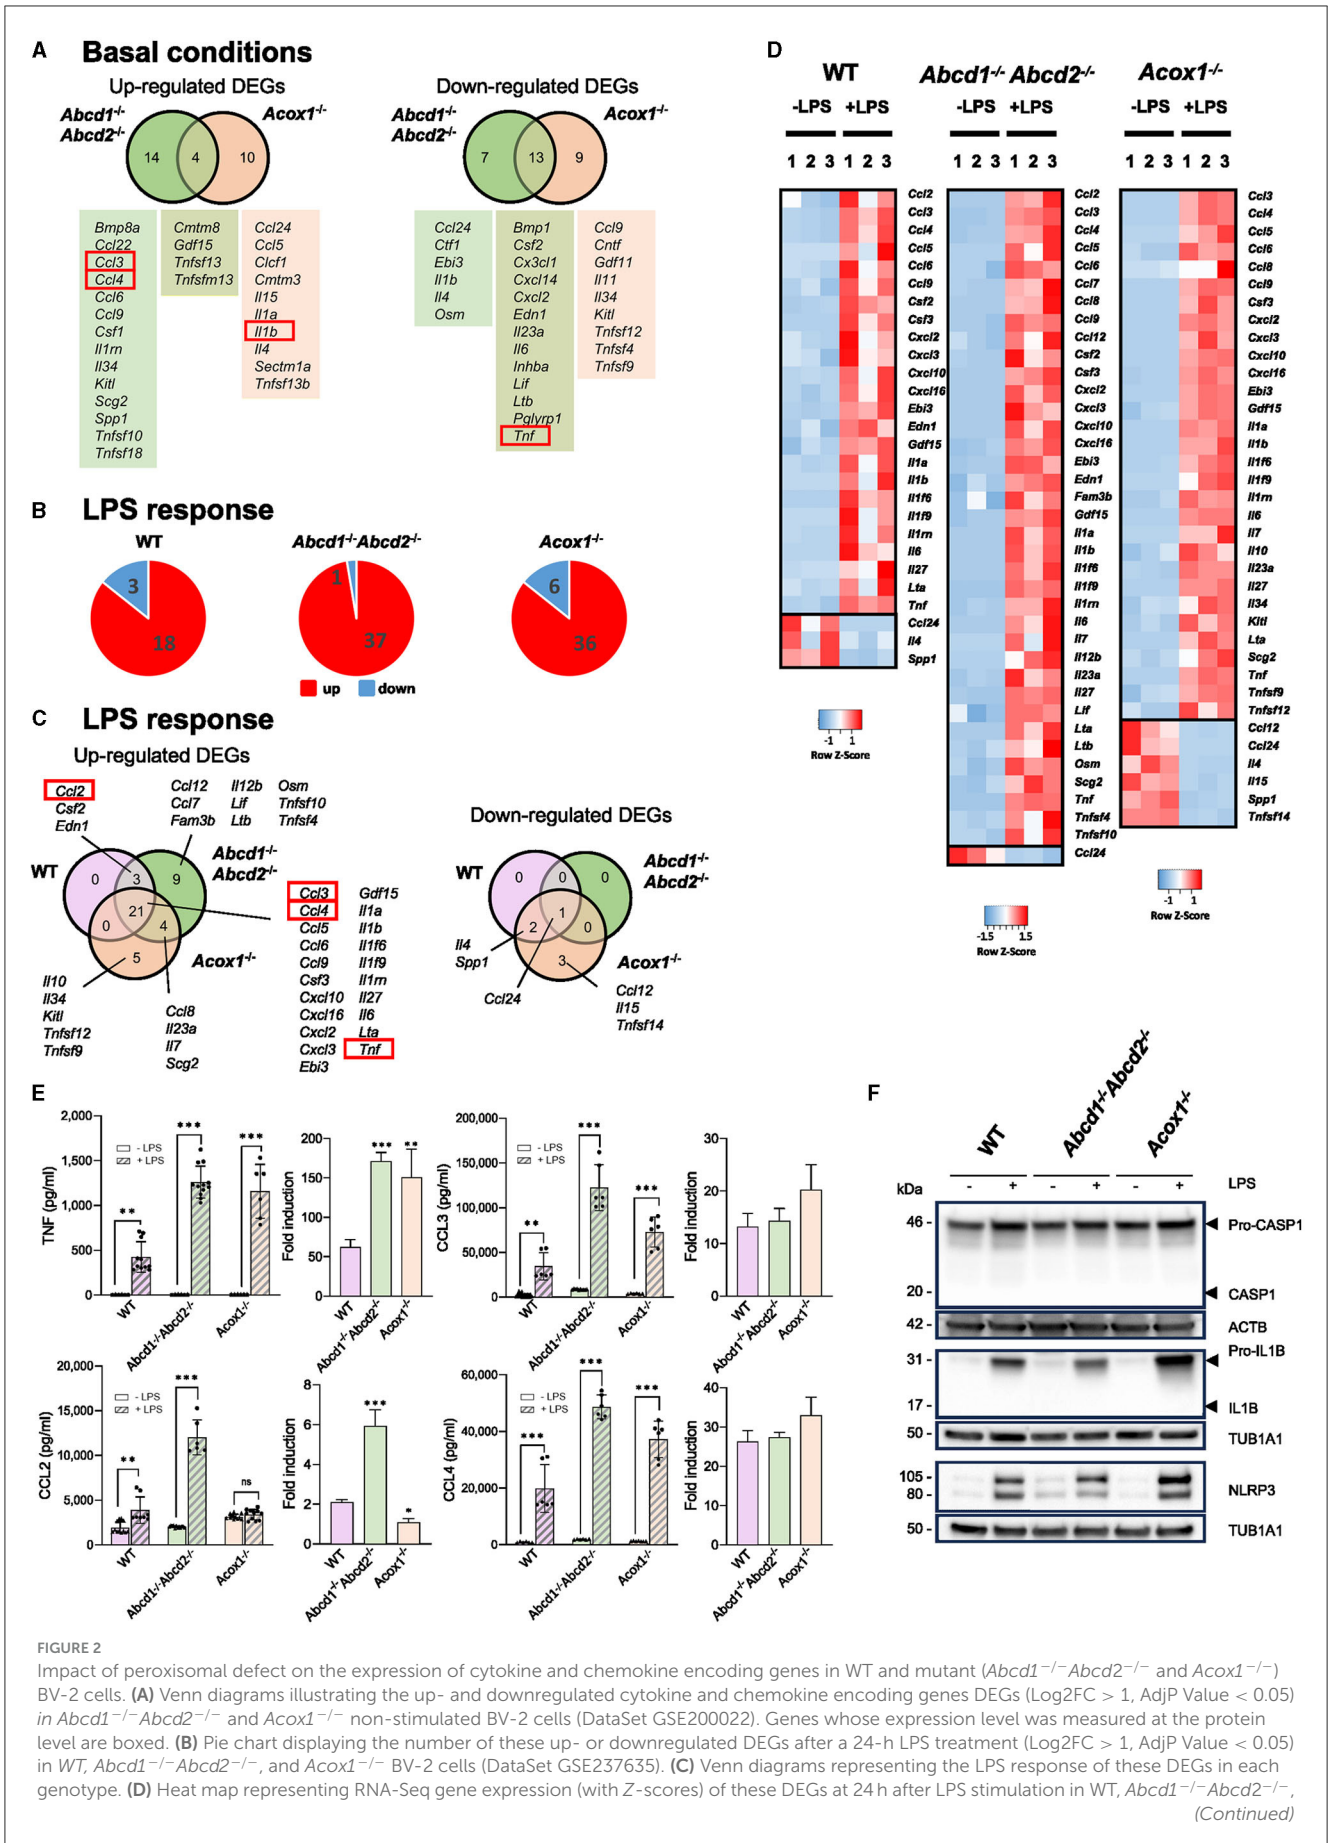 A Basal conditions
Up-regulated DEGs
Abcd1-/-
Abcd2-/-
Acox1-/-
14 4 10
Bmp8a
Ccl22
Ccl3
Ccl4
Ccl6
Ccl9
Csf1
Il1rn
Il34
Kitl
Scg2
Spp1
Tnfsf10
Tnfsf18
Cmtm8
Gdf15
Tnfsf13
Tnfsfm13
Ccl24
Ccl5
Clcf1
Cmtm3
Il15
Il1a
Il1b
Il4
Sectm1a
Tnfsf13b
Down-regulated DEGs
Abcd1-/-
Abcd2-/-
Acox1-/-
7 13 9
Ccl24
Ctf1
Ebi3
Il1b
Il4
Osm
Bmp1
Csf2
Cx3cl1
Cxcl14
Cxcl2
Edn1
Il23a
Il6
Inhba
Lif
Ltb
Pglyrp1
Tnf
Ccl9
Cntf
Gdf11
Il11
Il34
Kitl
Tnfsf12
Tnfsf4
Tnfsf9
B LPS response
WT
3
18
Abcd1-/-Abcd2-/-
1
37
Acox1-/-
6
36
up down
C LPS response
Up-regulated DEGs
Ccl2
Csf2
Edn1
Ccl12 Il12b Osm
Ccl7 Lif Tnfsf10
Fam3b Ltb Tnfsf4
WT
Abcd1-/-
Abcd2-/-
Acox1-/-
0 3 9
21
0 4
5
Il10
Il34
Kitl
Tnfsf12
Tnfsf9
Ccl8
Il23a
Il7
Scg2
Ccl3 Gdf15
Ccl4 Il1a
Ccl5 Il1b
Ccl6 Il1f6
Ccl9 Il1f9
Csf3 Il1rn
Cxcl10 Il27
Cxcl16 Il6
Cxcl2 Lta
Cxcl3 Tnf
Ebi3
Down-regulated DEGs
WT
Abcd1-/-
Abcd2-/-
Acox1-/-
0 0 0
1
2 0
3
Il4
Spp1
Ccl24
Ccl12
Il15
Tnfsf14
D
WT
-LPS +LPS
1 2 3 1 2 3
Ccl2
Ccl3
Ccl4
Ccl5
Ccl6
Ccl9
Csf2
Csf3
Cxcl2
Cxcl3
Cxcl10
Cxcl16
Ebi3
Edn1
Gdf15
Il1a
Il1b
Il1f6
Il1f9
Il1rn
Il6
Il27
Lta
Tnf
Ccl24
Il4
Spp1
-1 1
Row Z-Score
Abcd1-/- Abcd2-/-
-LPS +LPS
1 2 3 1 2 3
Ccl2
Ccl3
Ccl4
Ccl5
Ccl6
Ccl7
Ccl8
Ccl9
Ccl12
Csf2
Csf3
Cxcl2
Cxcl3
Cxcl10
Cxcl16
Ebi3
Edn1
Fam3b
Gdf15
Il1a
Il1b
Il1f6
Il1f9
Il1rn
Il6
Il7
Il12b
Il23a
Il27
Lif
Lta
Ltb
Osm
Scg2
Tnf
Tnfsf4
Tnfsf10
Ccl24
-1.5 1.5
Row Z-Score
Acox1-/-
-LPS +LPS
1 2 3 1 2 3
Ccl3
Ccl4
Ccl5
Ccl6
Ccl8
Ccl9
Csf3
Cxcl2
Cxcl3
Cxcl10
Cxcl16
Ebi3
Gdf15
Il1a
Il1b
Il1f6
Il1f9
Il1rn
Il6
Il7
Il10
Il23a
Il27
Il34
Kitl
Lta
Scg2
Tnf
Tnfsf9
Tnfsf12
Ccl12
Ccl24
Il4
Il15
Spp1
Tnfsf14
-1 1
Row Z-Score
E
TNF (pg/ml)
2,000
1,500
1,000
500
0
- LPS
+ LPS
** *** ***
WT Abcd1-/-Abcd2-/- Acox1-/-
Fold induction
200
150
100
50
0
*** **
WT Abcd1-/-Abcd2-/- Acox1-/-
CCL3 (pg/ml)
200,000
150,000
100,000
50,000
0
- LPS
+ LPS
** *** ***
WT Abcd1-/-Abcd2-/- Acox1-/-
Fold induction
30
20
10
0
WT Abcd1-/-Abcd2-/- Acox1-/-
CCL2 (pg/ml)
20,000
15,000
10,000
5,000
0
- LPS
+ LPS
** *** ns
WT Abcd1-/-Abcd2-/- Acox1-/-
Fold induction
8
6
4
2
0
*** *
WT Abcd1-/-Abcd2-/- Acox1-/-
CCL4 (pg/ml)
60,000
40,000
20,000
0
- LPS
+ LPS
*** *** ***
WT Abcd1-/-Abcd2-/- Acox1-/-
Fold induction
40
30
20
10
0
WT Abcd1-/-Abcd2-/- Acox1-/-
F
WT Abcd1-/-Abcd2-/- Acox1-/-
kDa - + - + - + LPS
46 - Pro-CASP1
20 - CASP1
42 - ACTB
31 - Pro-IL1B
17 - IL1B
50 - TUB1A1
105 -
80 - NLRP3
50 - TUB1A1
FIGURE 2
Impact of peroxisomal defect on the expression of cytokine and chemokine encoding genes in WT and mutant (Abcd1−/−Abcd2−/− and Acox1−/−)
BV-2 cells. (A) Venn diagrams illustrating the up- and downregulated cytokine and chemokine encoding genes DEGs (Log2FC > 1, AdjP Value < 0.05)
in Abcd1−/−Abcd2−/− and Acox1−/− non-stimulated BV-2 cells (DataSet GSE200022). Genes whose expression level was measured at the protein
level are boxed. (B) Pie chart displaying the number of these up- or downregulated DEGs after a 24-h LPS treatment (Log2FC > 1, AdjP Value < 0.05)
in WT, Abcd1−/−Abcd2−/−, and Acox1−/− BV-2 cells (DataSet GSE237635). (C) Venn diagrams representing the LPS response of these DEGs in each
genotype. (D) Heat map representing RNA-Seq gene expression (with Z-scores) of these DEGs at 24 h after LPS stimulation in WT, Abcd1−/−Abcd2−/−,
(Continued)